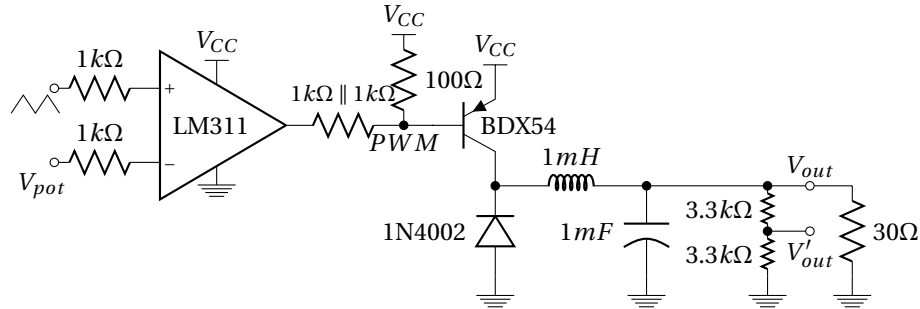 V_CC
V_CC
1kΩ
V_CC
+
100Ω
1kΩ ∥ 1kΩ
LM311
BDX54
1kΩ
PWM
−
V_pot
1mH
V_out
3.3kΩ
1N4002
1mF
30Ω
V'_out
3.3kΩ